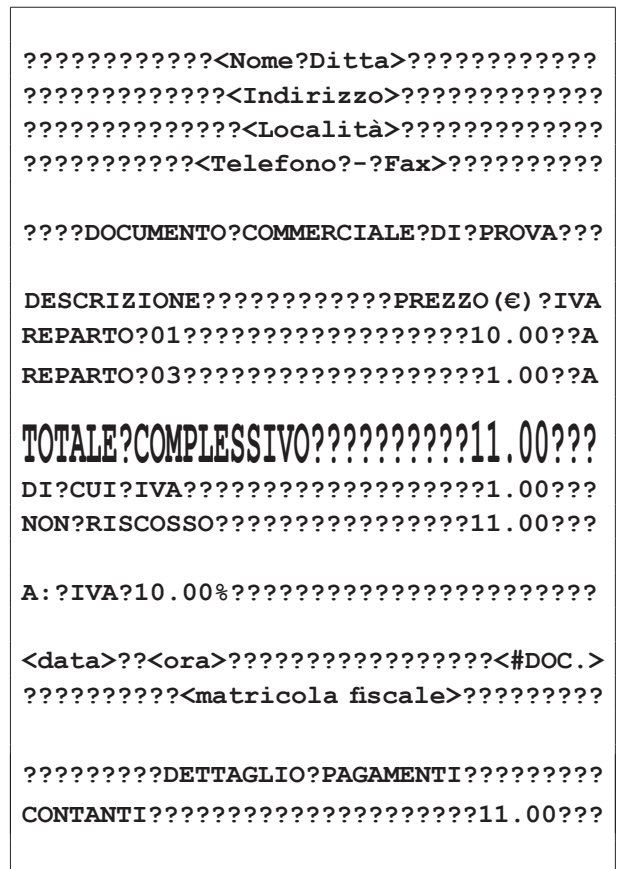 ????????????<Nome?Ditta>????????????
?????????????<Indirizzo>?????????????
??????????????<Località>?????????????
???????????<Telefono?-?Fax>??????????
????DOCUMENTO?COMMERCIALE?DI?PROVA???
DESCRIZIONE????????????PREZZO(€)?IVA
REPARTO?01??????????????????10.00??A
REPARTO?03???????????????????1.00??A
TOTALE?COMPLESSIVO??????????11.00???
DI?CUI?IVA???????????????????1.00???
NON?RISCOSSO????????????????11.00???
A:?IVA?10.00%???????????????????????
<data>??<ora>?????????????????<#DOC.>
??????????<matricola fiscale>?????????
?????????DETTAGLIO?PAGAMENTI?????????
CONTANTI?????????????????????11.00???